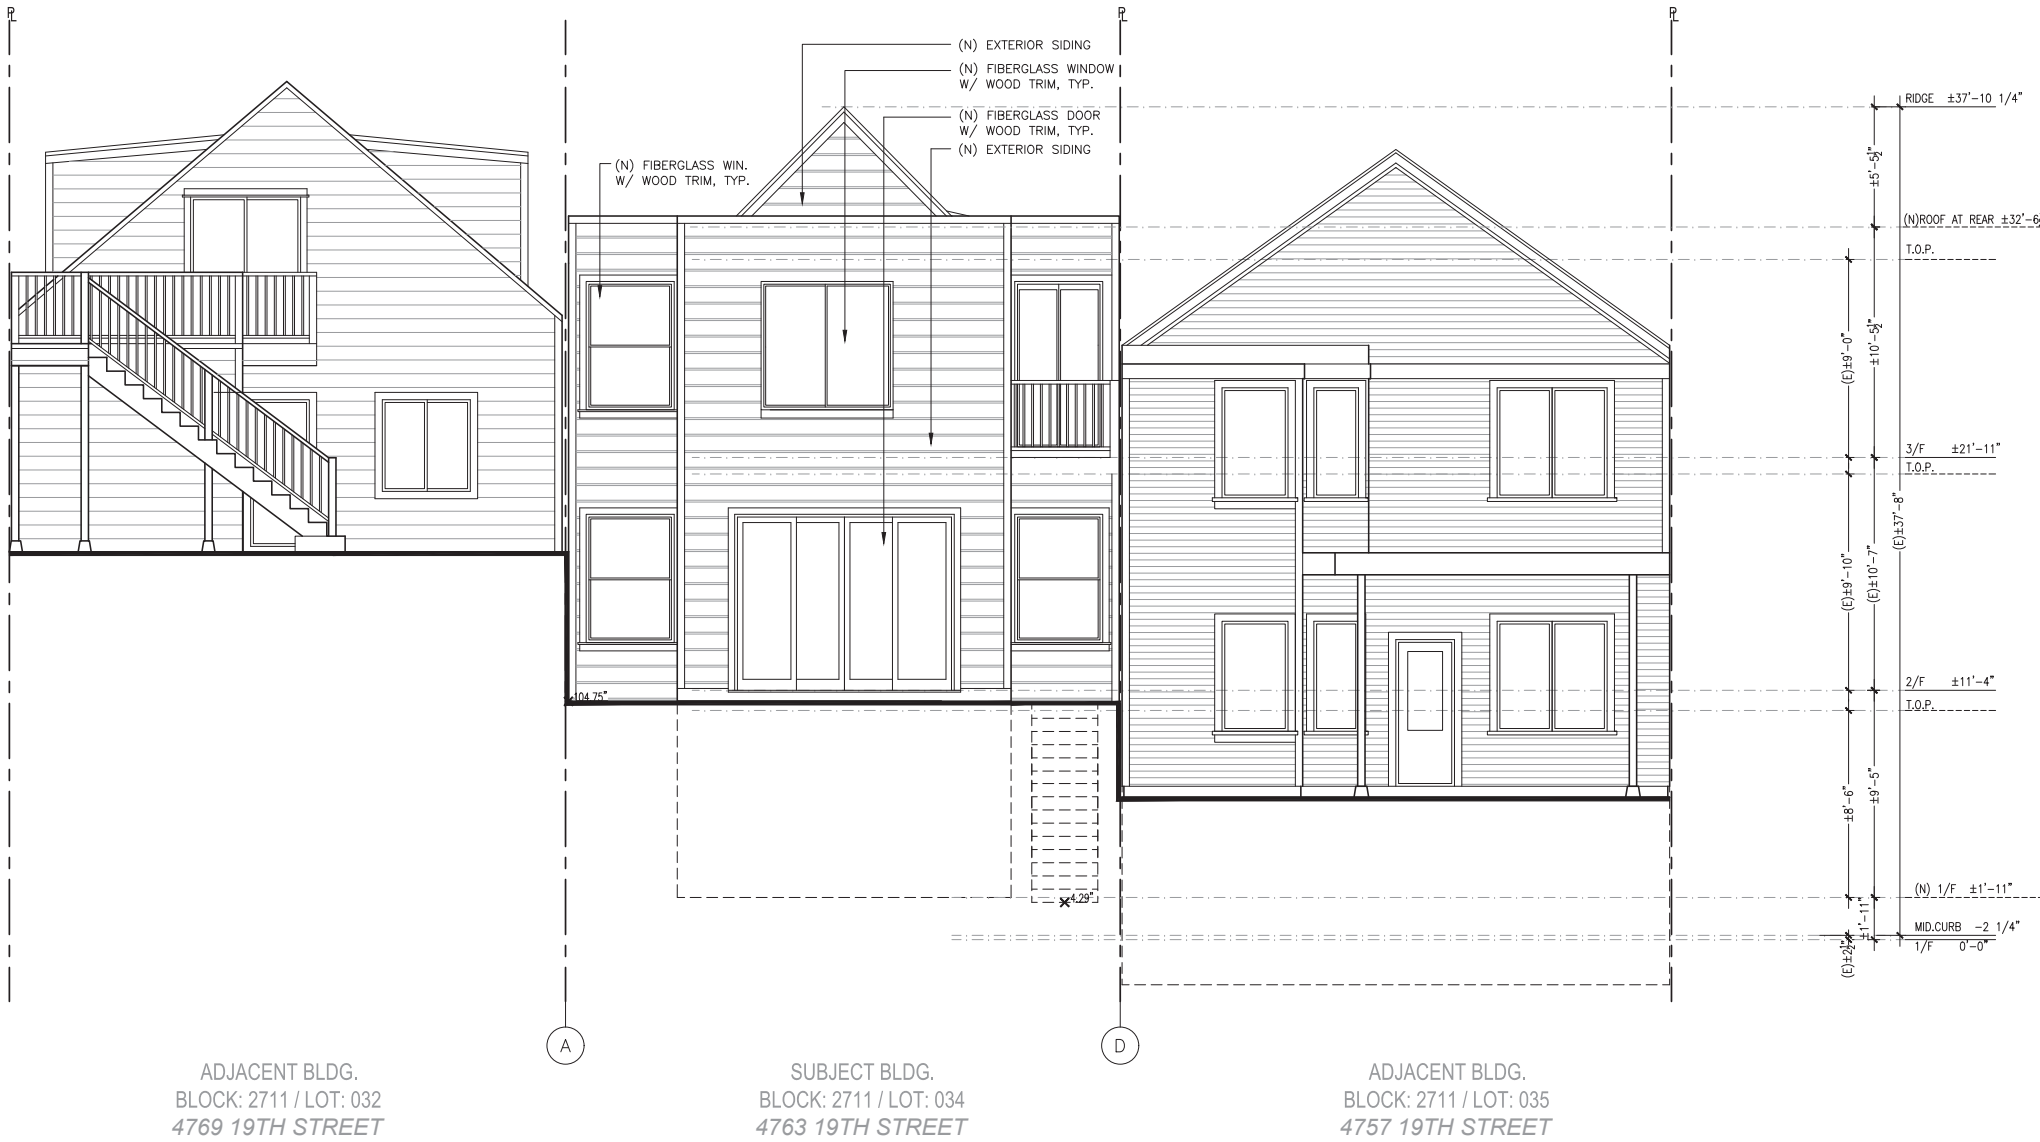 PL
PL
PL
(N) EXTERIOR SIDING
(N) FIBERGLASS WINDOW
W/ WOOD TRIM, TYP.
(N) FIBERGLASS DOOR
W/ WOOD TRIM, TYP.
(N) EXTERIOR SIDING
(N) FIBERGLASS WIN.
W/ WOOD TRIM, TYP.
RIDGE ±37'-10 1/4"
(N)ROOF AT REAR ±32'-6
T.O.P.
3/F ±21'-11"
T.O.P.
2/F ±11'-4"
T.O.P.
(N) 1/F ±1'-11"
MID.CURB -2 1/4"
1/F 0'-0"
±5'-5½"
±10'-5½"
(E)±9'-0"
(E)±37'-8"
(E)±9'-10"
(E)±10'-7"
±8'-6"
±9'-5"
±1'-11"
(E)±2½"
104.75"
4.29"
A
D
ADJACENT BLDG.
BLOCK: 2711 / LOT: 032
4769 19TH STREET
SUBJECT BLDG.
BLOCK: 2711 / LOT: 034
4763 19TH STREET
ADJACENT BLDG.
BLOCK: 2711 / LOT: 035
4757 19TH STREET